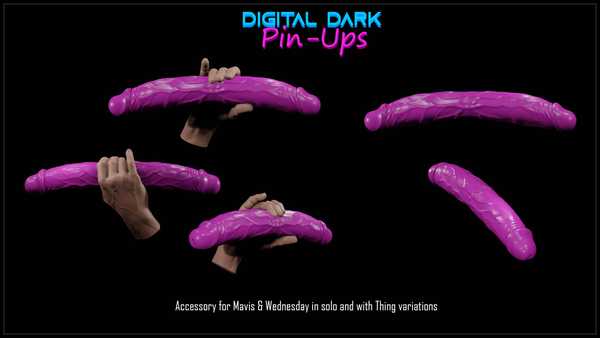 DIGITAL DARK
Pin-Ups
Accessory for Mavis & Wednesday in solo and with Thing variations